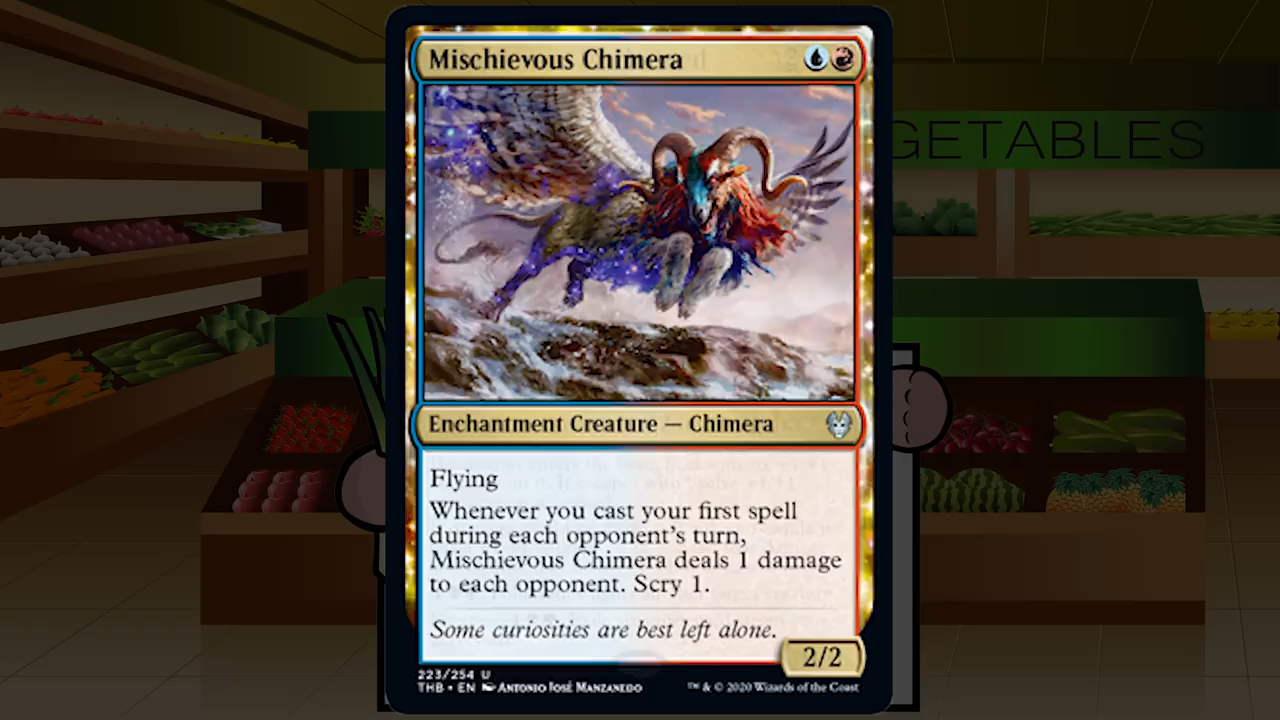 Mischievous Chimera
GETABLES
Enchantment Creature — Chimera
Flying
Whenever you cast your first spell
during each opponent's turn,
Mischievous Chimera deals 1 damage
to each opponent. Scry 1.
Some curiosities are best left alone.
2/2
223/254 U
THB • EN Antonio José Manzanedo
™ & © 2020 Wizards of the Coast